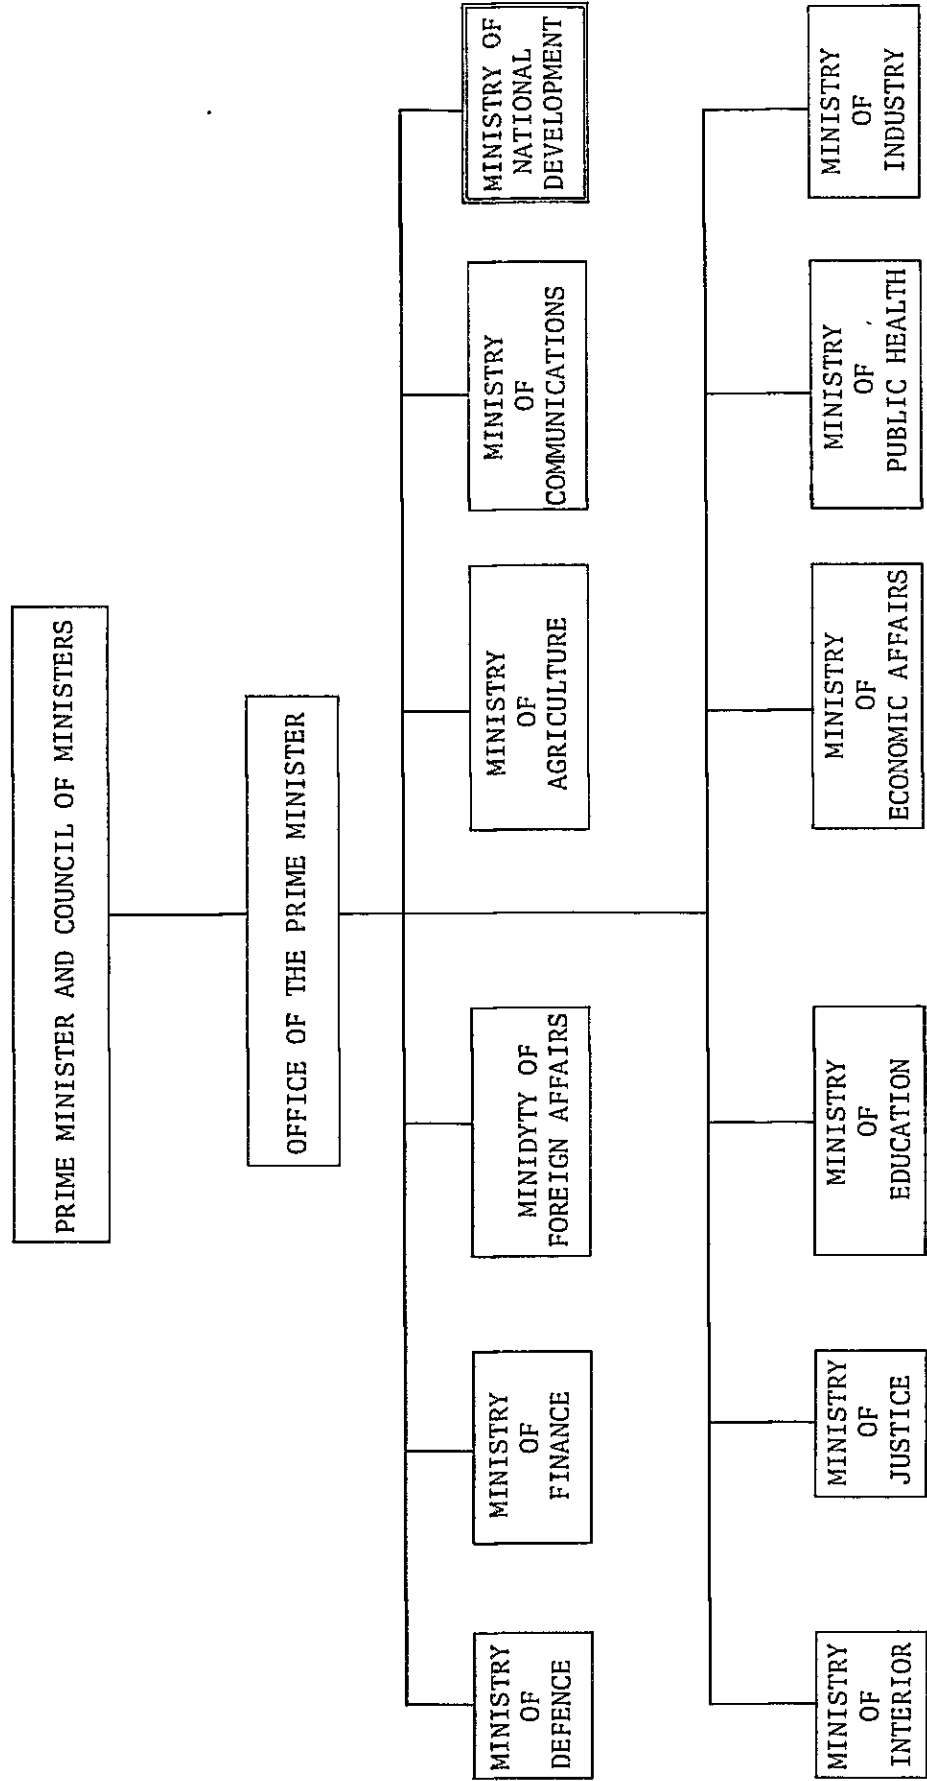 PRIME MINISTER AND COUNCIL OF MINISTERS
OFFICE OF THE PRIME MINISTER
MINISTRY
OF
DEFENCE
MINISTRY
OF
FINANCE
MINIDYTY OF
FOREIGN AFFAIRS
MINISTRY
OF
AGRICULTURE
MINISTRY
OF
COMMUNICATIONS
MINISTRY OF
NATIONAL
DEVELOPMENT
MINISTRY
OF
INTERIOR
MINISTRY
OF
JUSTICE
MINISTRY
OF
EDUCATION
MINISTRY
OF
ECONOMIC AFFAIRS
MINISTRY
OF
PUBLIC HEALTH
MINISTRY
OF
INDUSTRY